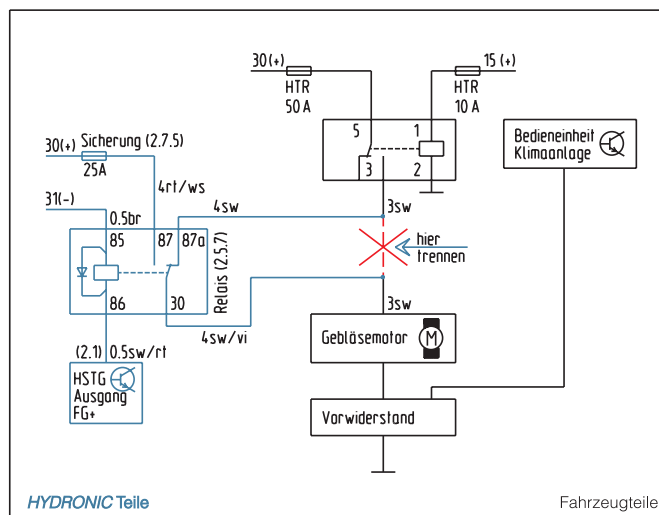 30(+)
15(+)
HTR
50 A
HTR
10 A
5
1
3
2
Bedieneinheit
Klimaanlage
30(+)
Sicherung (2.7.5)
25A
4rt/ws
31(-)
0.5br
4sw
3sw
85
87
87a
Relais (2.5.7)
hier
trennen
86
30
4sw/vi
3sw
(2.1)
0.5sw/rt
HSTG
Ausgang
FG+
Gebläsemotor
M
Vorwiderstand
HYDRONIC Teile
Fahrzeugteile